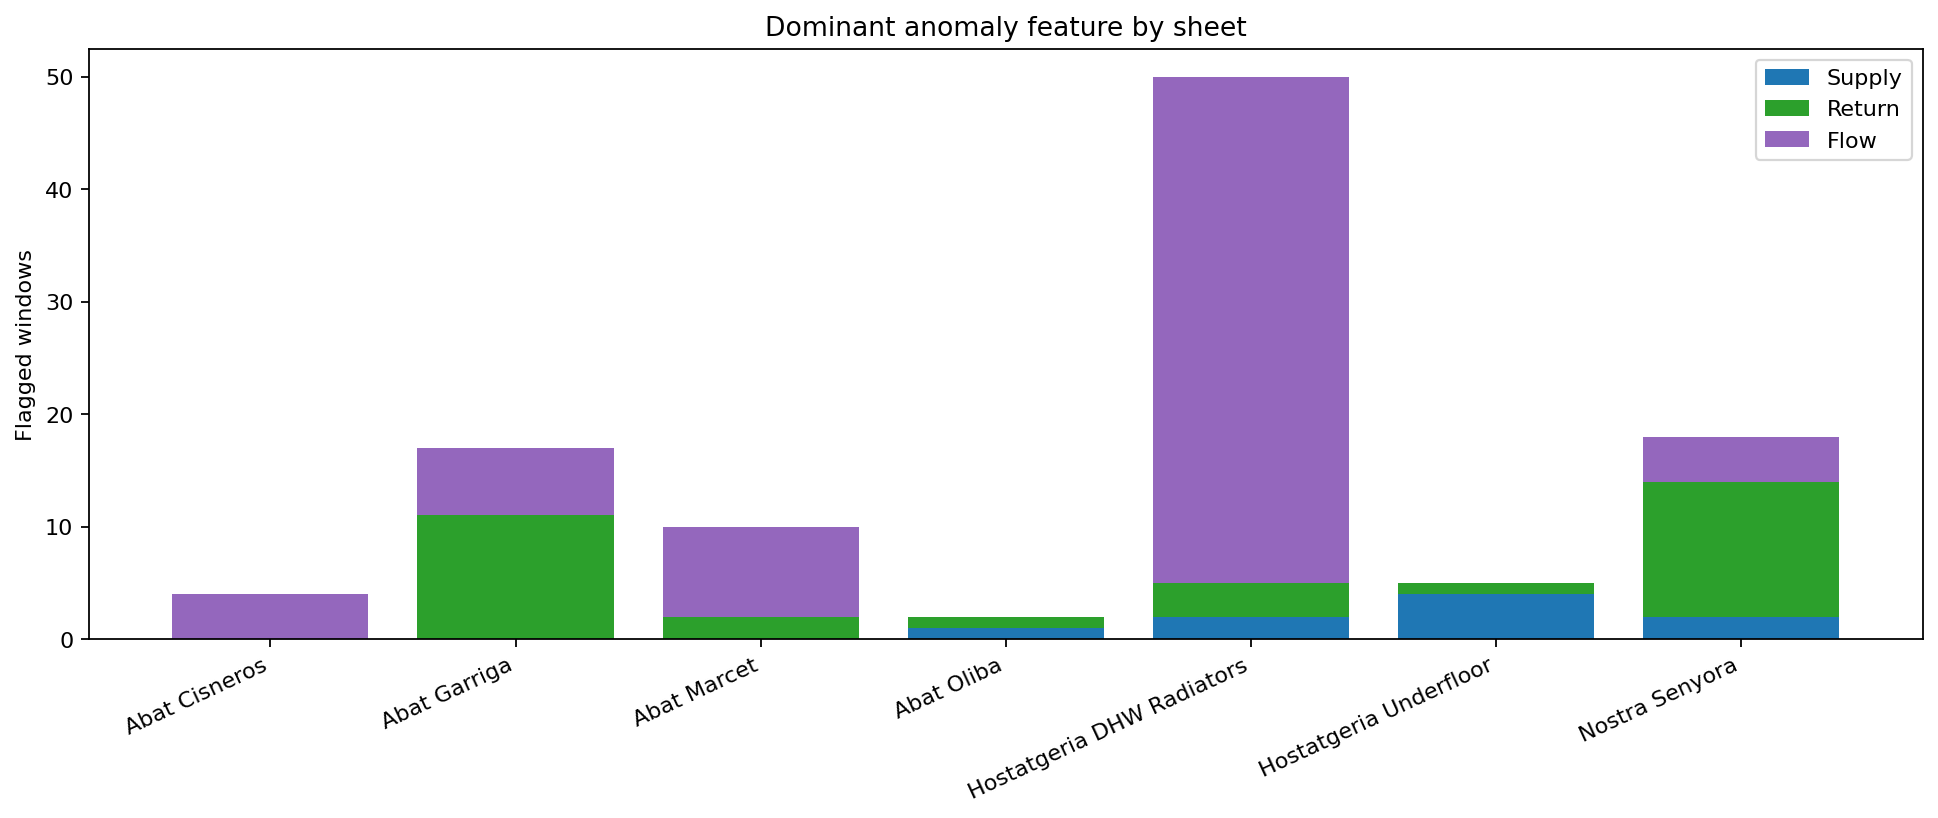 Dominant anomaly feature by sheet
Supply
Return
Flow
Flagged windows
50
40
30
20
10
0
Abat Cisneros
Abat Garriga
Abat Marcet
Abat Oliba
Hostatgeria DHW Radiators
Hostatgeria Underfloor
Nostra Senyora